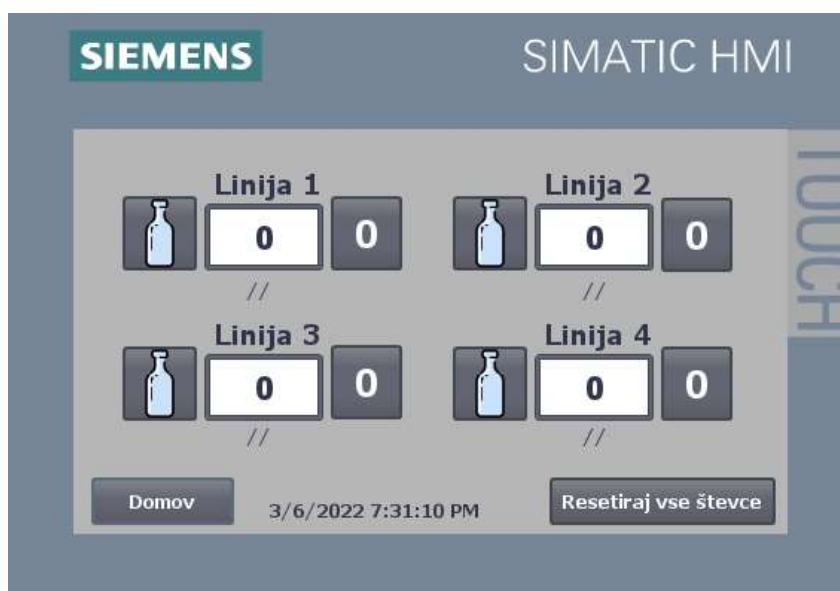 SIEMENS
SIMATIC HMI
TOUCH
Linija 1
0 0
//
Linija 2
0 0
//
Linija 3
0 0
//
Linija 4
0 0
//
Domov
3/6/2022 7:31:10 PM
Resetiraj vse števce